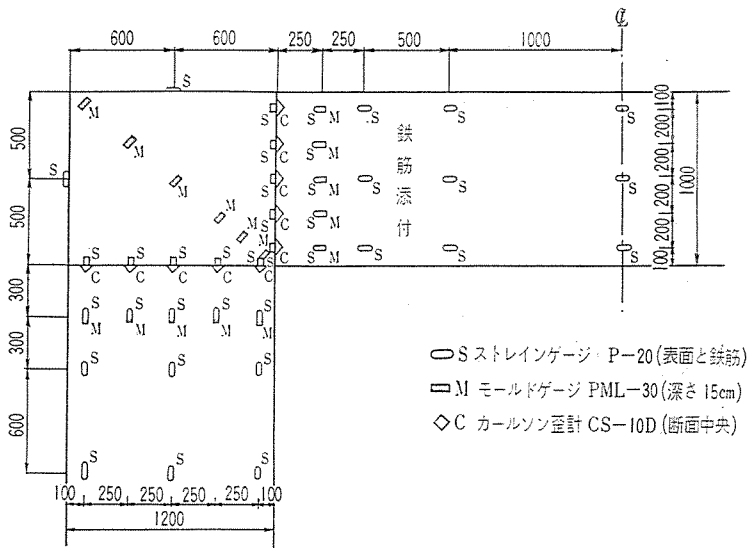 ℄
600 600 250 250 500 1000
S
M
S C S M S S S
100
M
S C S M
200
500
S
M
S C S M S S S
鉄筋添付
200
1000
M
S C S M
200
500
M S
M
S C S M S S S
200
100
S S S S S S
C C C C C
300
S S S S S
M M M M M
300
S S S
600
S S S
S ストレインゲージ P-20(表面と鉄筋)
M モールドゲージ PML-30(深さ15cm)
C カールソン歪計 CS-10D(断面中央)
100 250 250 250 250 100
1200